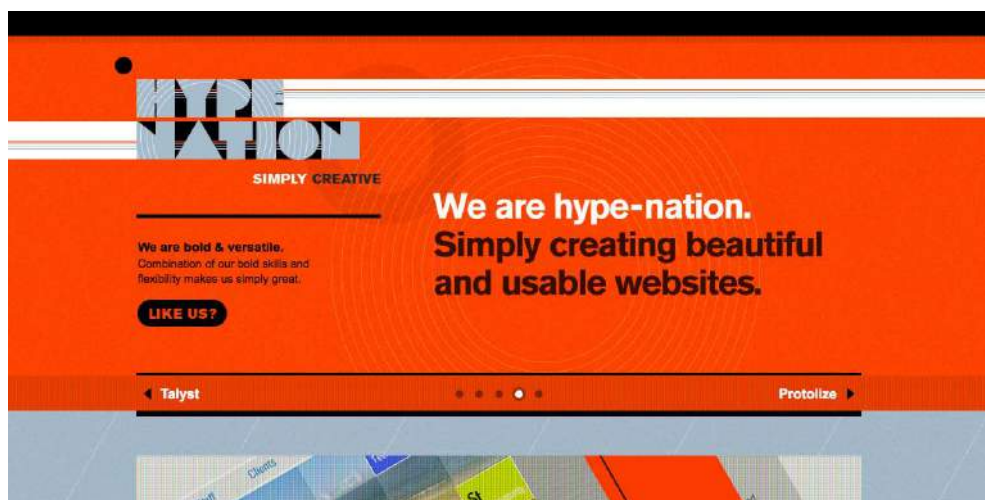 HYPE
NATION
SIMPLY CREATIVE
We are bold & versatile.
Combination of our bold skills and
flexibility makes us simply great.
LIKE US?
We are hype-nation.
Simply creating beautiful
and usable websites.
Talyst
Protolize
Clients
St